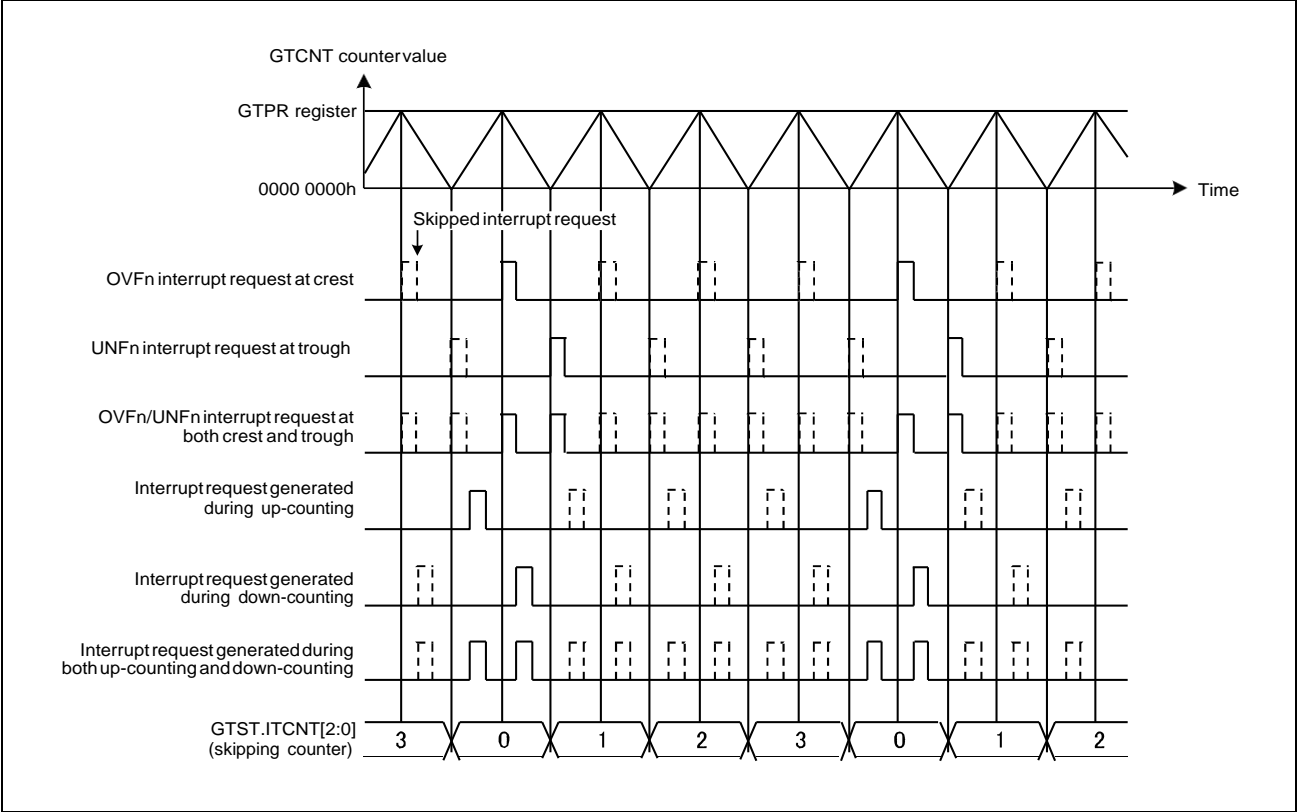 GTCNT counter value
GTPR register
0000 0000h
Time
Skipped interrupt request
OVFn interrupt request at crest
UNFn interrupt request at trough
OVFn/UNFn interrupt request at
both crest and trough
Interrupt request generated
during up-counting
Interrupt request generated
during down-counting
Interrupt request generated during
both up-counting and down-counting
GTST.ITCNT[2:0]
(skipping counter)
3 0 1 2 3 0 1 2